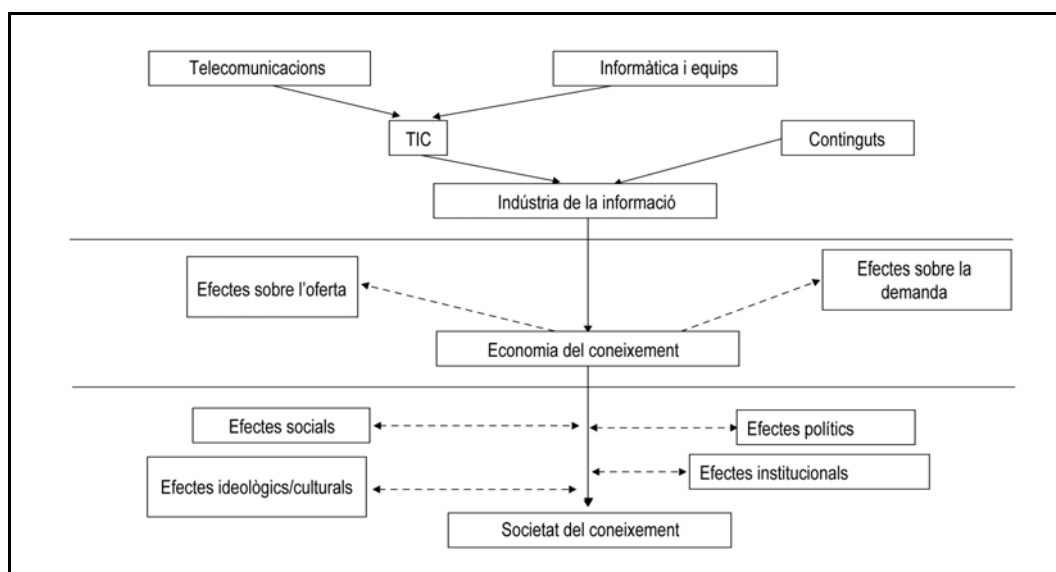 Telecomunicacions
Informàtica i equips
TIC
Continguts
Indústria de la informació
Efectes sobre l’oferta
Efectes sobre la
demanda
Economia del coneixement
Efectes socials
Efectes polítics
Efectes ideològics/culturals
Efectes institucionals
Societat del coneixement